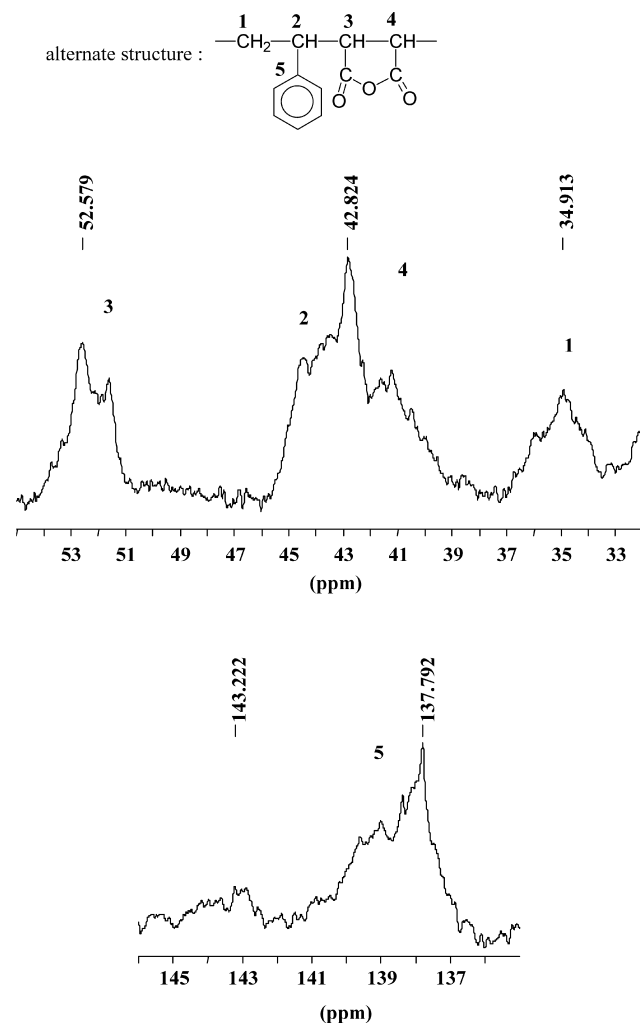 1 2 3 4
alternate structure : CH2 CH CH CH
5
C C
O O O
52.579 42.824 34.913
4
3 2 1
53 51 49 47 45 43 41 39 37 35 33
(ppm)
143.222 137.792
5
145 143 141 139 137
(ppm)